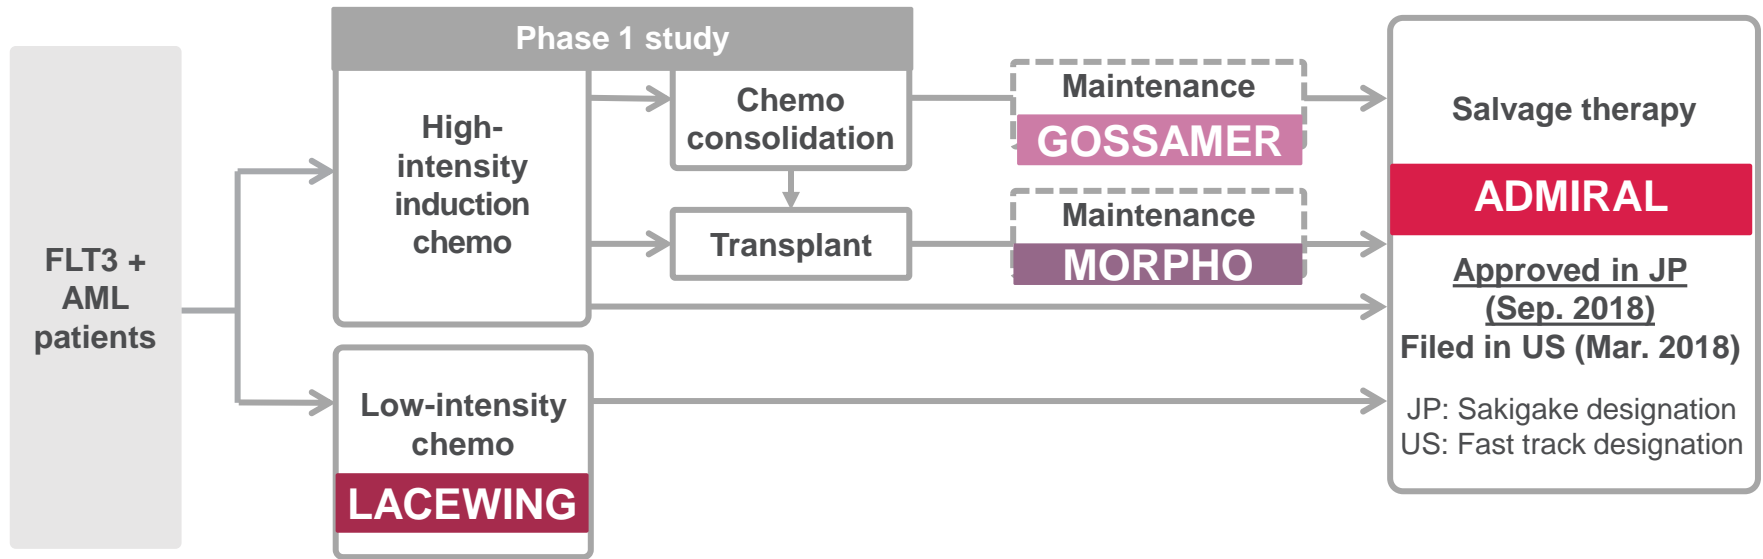 FLT3 +
AML
patients
Phase 1 study
High-
intensity
induction
chemo
Chemo
consolidation
Transplant
Maintenance
GOSSAMER
Maintenance
MORPHO
Low-intensity
chemo
LACEWING
Salvage therapy
ADMIRAL
Approved in JP
(Sep. 2018)
Filed in US (Mar. 2018)
JP: Sakigake designation
US: Fast track designation